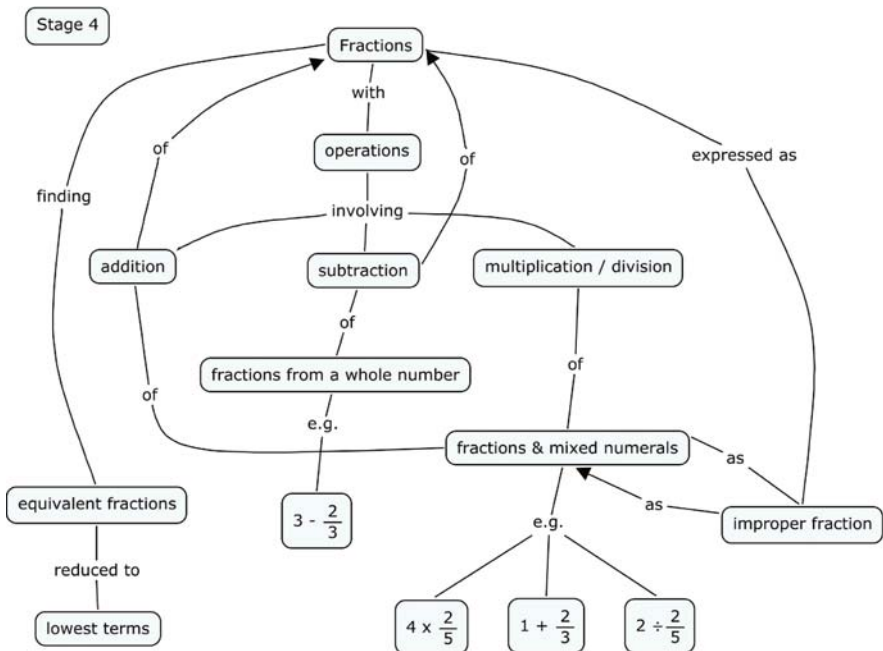 Stage 4
Fractions
with
of
operations
of
expressed as
finding
involving
addition
subtraction
multiplication / division
of
of
fractions from a whole number
of
e.g.
fractions & mixed numerals
as
equivalent fractions
3 - 2/3
as
improper fraction
e.g.
reduced to
lowest terms
4 x 2/5
1 + 2/3
2 ÷ 2/5